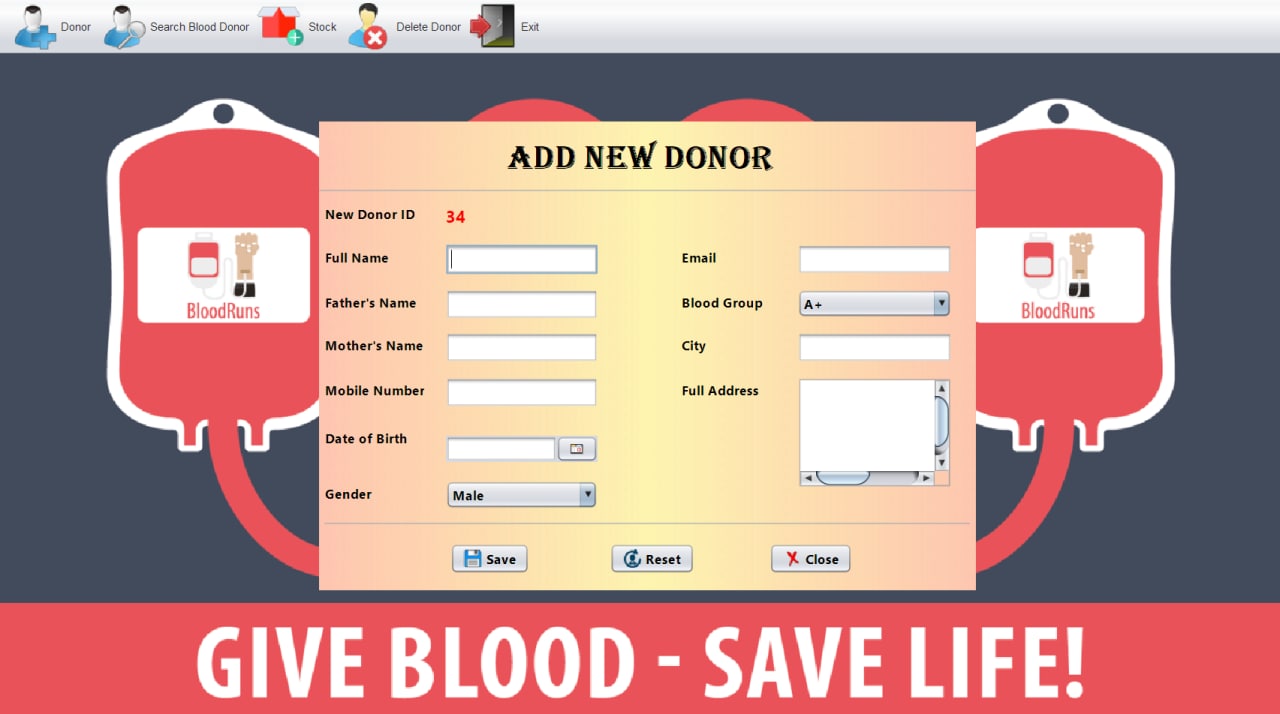 Donor Search Blood Donor Stock Delete Donor Exit
ADD NEW DONOR
New Donor ID 34
Full Name Email
Father's Name Blood Group A+
Mother's Name City
Mobile Number Full Address
Date of Birth
Gender Male
Save Reset Close
BloodRuns BloodRuns
GIVE BLOOD - SAVE LIFE!